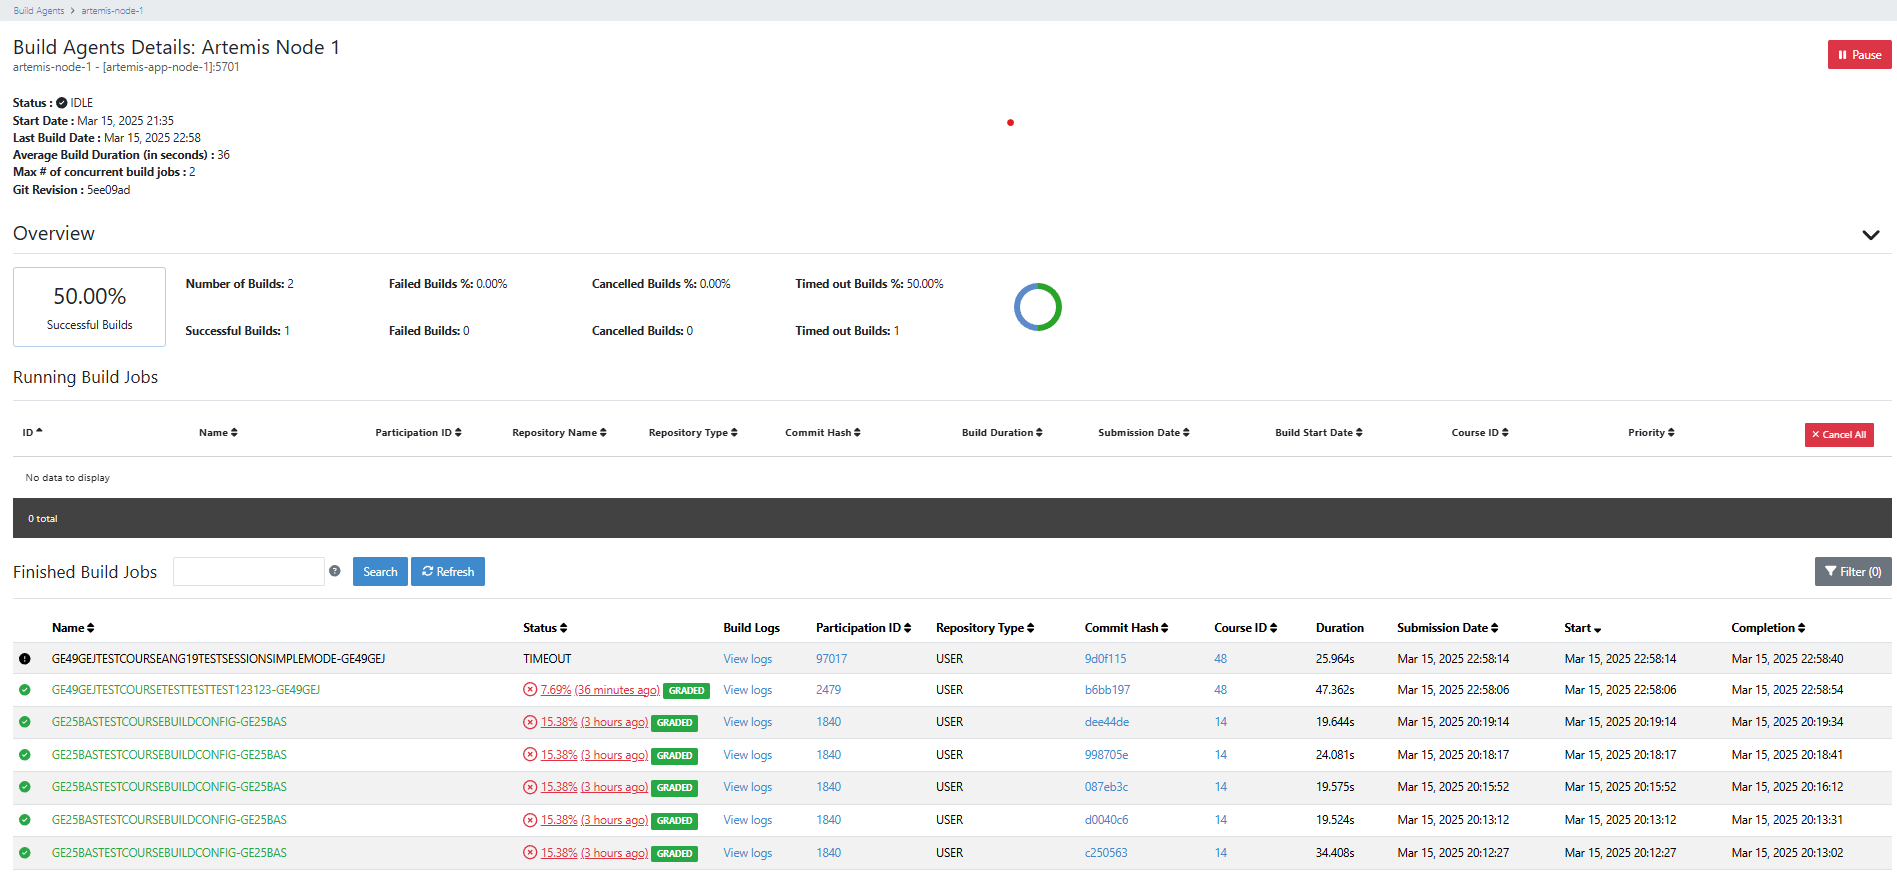 Build Agents > artemis-node-1
Build Agents Details: Artemis Node 1
artemis-node-1 - [artemis-app-node-1]:5701
Pause
Status : IDLE
Start Date : Mar 15, 2025 21:35
Last Build Date : Mar 15, 2025 22:58
Average Build Duration (in seconds) : 36
Max # of concurrent build jobs : 2
Git Revision : 5ee09ad
Overview
50.00%
Successful Builds
Number of Builds: 2 Failed Builds %: 0.00% Cancelled Builds %: 0.00% Timed out Builds %: 50.00%
Successful Builds: 1 Failed Builds: 0 Cancelled Builds: 0 Timed out Builds: 1
Running Build Jobs
ID Name Participation ID Repository Name Repository Type Commit Hash Build Duration Submission Date Build Start Date Course ID Priority Cancel All
No data to display
0 total
Finished Build Jobs ? Search Refresh Filter (0)
Name Status Build Logs Participation ID Repository Type Commit Hash Course ID Duration Submission Date Start Completion
GE49GEJTESTCOURSEANG19TESTSESSIONSIMPLEMODE-GE49GEJ TIMEOUT View logs 97017 USER 9d0f115 48 25.964s Mar 15, 2025 22:58:14 Mar 15, 2025 22:58:14 Mar 15, 2025 22:58:40
GE49GEJTESTCOURSETESTTESTTEST123123-GE49GEJ 7.69% (36 minutes ago) GRADED View logs 2479 USER b6bb197 48 47.362s Mar 15, 2025 22:58:06 Mar 15, 2025 22:58:06 Mar 15, 2025 22:58:54
GE25BASTESTCOURSEBUILDCONFIG-GE25BAS 15.38% (3 hours ago) GRADED View logs 1840 USER dee44de 14 19.644s Mar 15, 2025 20:19:14 Mar 15, 2025 20:19:14 Mar 15, 2025 20:19:34
GE25BASTESTCOURSEBUILDCONFIG-GE25BAS 15.38% (3 hours ago) GRADED View logs 1840 USER 998705e 14 24.081s Mar 15, 2025 20:18:17 Mar 15, 2025 20:18:17 Mar 15, 2025 20:18:41
GE25BASTESTCOURSEBUILDCONFIG-GE25BAS 15.38% (3 hours ago) GRADED View logs 1840 USER 087eb3c 14 19.575s Mar 15, 2025 20:15:52 Mar 15, 2025 20:15:52 Mar 15, 2025 20:16:12
GE25BASTESTCOURSEBUILDCONFIG-GE25BAS 15.38% (3 hours ago) GRADED View logs 1840 USER d0040c6 14 19.524s Mar 15, 2025 20:13:12 Mar 15, 2025 20:13:12 Mar 15, 2025 20:13:31
GE25BASTESTCOURSEBUILDCONFIG-GE25BAS 15.38% (3 hours ago) GRADED View logs 1840 USER c250563 14 34.408s Mar 15, 2025 20:12:27 Mar 15, 2025 20:12:27 Mar 15, 2025 20:13:02